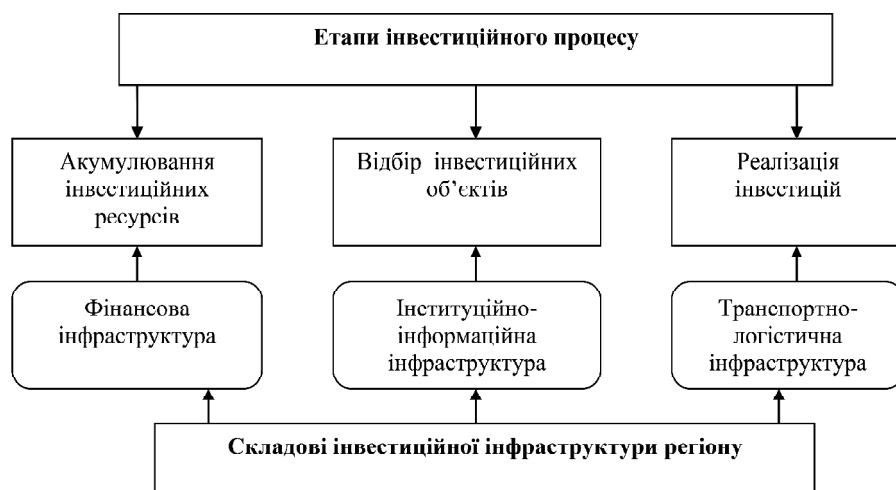 Етапи інвестиційного процесу
Акумулювання
інвестиційних
ресурсів
Відбір інвестиційних
об’єктів
Реалізація
інвестицій
Фінансова
інфраструктура
Інституційно-
інформаційна
інфраструктура
Транспортно-
логістична
інфраструктура
Складові інвестиційної інфраструктури регіону